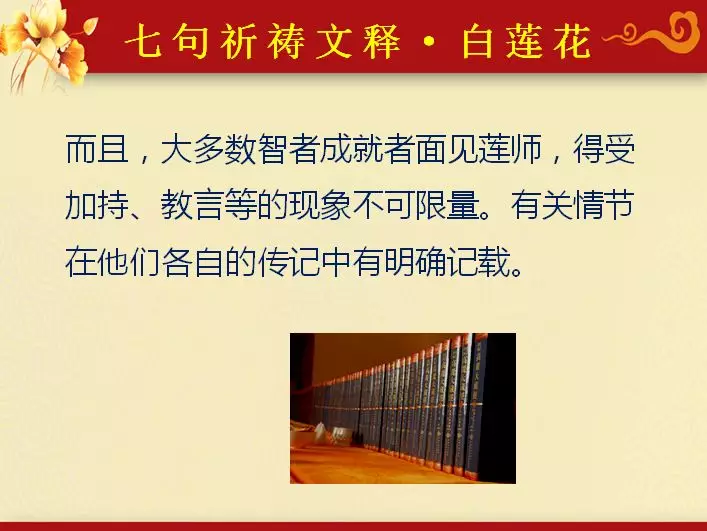 七句祈祷文释·白莲花
而且，大多数智者成就者面见莲师，得受
加持、教言等的现象不可限量。有关情节
在他们各自的传记中有明确记载。